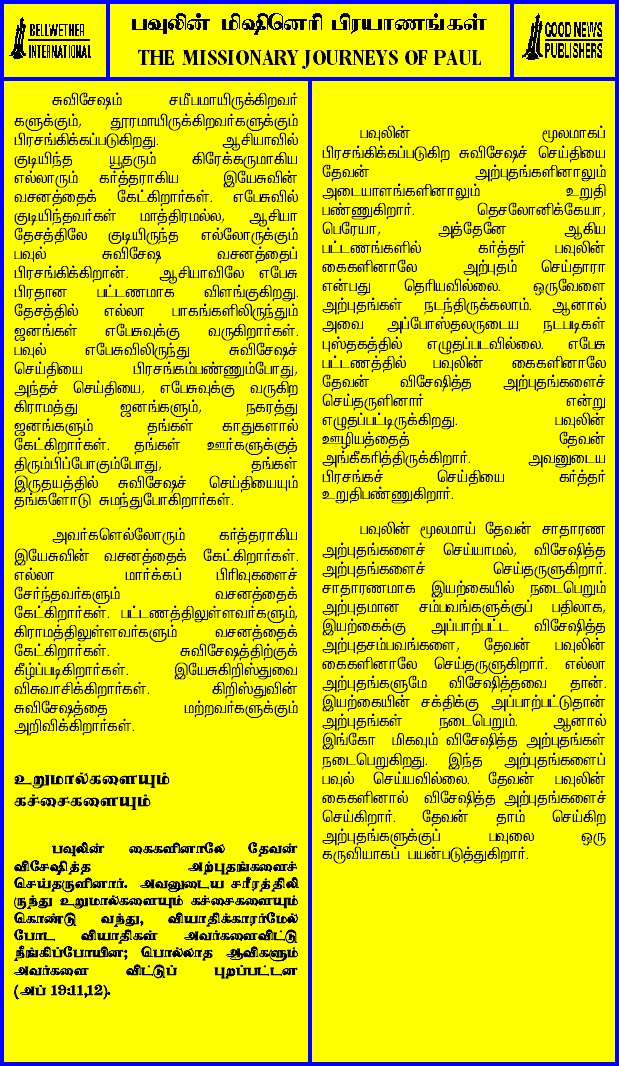 BELLWETHER
INTERNATIONAL
பவுலின் மிஷினெரி பிரயாணங்கள்
THE MISSIONARY JOURNEYS OF PAUL
GOOD NEWS
PUBLISHERS
சுவிசேஷம் சமீபமாயிருக்கிறவர்
களுக்கும், தூரமாயிருக்கிறவர்களுக்கும்
பிரசங்கிக்கப்படுகிறது. ஆசியாவில்
குடியிந்த யூதரும் கிரேக்கருமாகிய
எல்லாரும் கர்த்தராகிய இயேசுவின்
வசனத்தைக் கேட்கிறார்கள். எபேசுவில்
குடியிந்தவர்கள் மாத்திரமல்ல, ஆசியா
தேசத்திலே குடியிருந்த எல்லோருக்கும்
பவுல் சுவிசேஷ வசனத்தைப்
பிரசங்கிக்கிறான். ஆசியாவிலே எபேசு
பிரதான பட்டணமாக விளங்குகிறது.
தேசத்தில் எல்லா பாகங்களிலிருந்தும்
ஜனங்கள் எபேசுவுக்கு வருகிறார்கள்.
பவுல் எபேசுவிலிருந்து சுவிசேஷச்
செய்தியை பிரசங்கம்பண்ணும்போது,
அந்தச் செய்தியை, எபேசுவுக்கு வருகிற
கிராமத்து ஜனங்களும், நகரத்து
ஜனங்களும் தங்கள் காதுகளால்
கேட்கிறார்கள். தங்கள் ஊர்களுக்குத்
திரும்பிப்போகும்போது, தங்கள்
இருதயத்தில் சுவிசேஷச் செய்தியையும்
தங்களோடு சுமந்துபோகிறார்கள்.
அவர்களெல்லோரும் கர்த்தராகிய
இயேசுவின் வசனத்தைக் கேட்கிறார்கள்.
எல்லா மார்க்கப் பிரிவுகளைச்
சேர்ந்தவர்களும் வசனத்தைக்
கேட்கிறார்கள். பட்டணத்திலுள்ளவர்களும்,
கிராமத்திலுள்ளவர்களும் வசனத்தைக்
கேட்கிறார்கள். சுவிசேஷத்திற்குக்
கீழ்ப்படிகிறார்கள். இயேசுகிறிஸ்துவை
விசுவாசிக்கிறார்கள். கிறிஸ்துவின்
சுவிசேஷத்தை மற்றவர்களுக்கும்
அறிவிக்கிறார்கள்.
உறுமால்களையும்
கச்சைகளையும்
பவுலின் கைகளினாலே தேவன்
விசேஷித்த அற்புதங்களைச்
செய்தருளினார். அவனுடைய சரீரத்திலி
ருந்து உறுமால்களையும் கச்சைகளையும்
கொண்டு வந்து, வியாதிக்காரர்மேல்
போட வியாதிகள் அவர்களைவிட்டு
நீங்கிப்போயின; பொல்லாத ஆவிகளும்
அவர்களை விட்டுப் புறப்பட்டன
(அப் 19:11,12).
பவுலின் மூலமாகப்
பிரசங்கிக்கப்படுகிற சுவிசேஷச் செய்தியை
தேவன் அற்புதங்களினாலும்
அடையாளங்களினாலும் உறுதி
பண்ணுகிறார். தெசலோனிக்கேயா,
பெரேயா, அத்தேனே ஆகிய
பட்டணங்களில் கர்த்தர் பவுலின்
கைகளினாலே அற்புதம் செய்தாரா
என்பது தெரியவில்லை. ஒருவேளை
அற்புதங்கள் நடந்திருக்கலாம். ஆனால்
அவை அப்போஸ்தலருடைய நடபடிகள்
புஸ்தகத்தில் எழுதப்படவில்லை. எபேசு
பட்டணத்தில் பவுலின் கைகளினாலே
தேவன் விசேஷித்த அற்புதங்களைச்
செய்தருளினார் என்று
எழுதப்பட்டிருக்கிறது. பவுலின்
ஊழியத்தைத் தேவன்
அங்கீகரித்திருக்கிறார். அவனுடைய
பிரசங்கச் செய்தியை கர்த்தர்
உறுதிபண்ணுகிறார்.
பவுலின் மூலமாய் தேவன் சாதாரண
அற்புதங்களைச் செய்யாமல், விசேஷித்த
அற்புதங்களைச் செய்தருளுகிறார்.
சாதாரணமாக இயற்கையில் நடைபெறும்
அற்புதமான சம்பவங்களுக்குப் பதிலாக,
இயற்கைக்கு அப்பாற்பட்ட விசேஷித்த
அற்புதசம்பவங்களை, தேவன் பவுலின்
கைகளினாலே செய்தருளுகிறார். எல்லா
அற்புதங்களுமே விசேஷித்தவை தான்.
இயற்கையின் சக்திக்கு அப்பாற்பட்டுதான்
அற்புதங்கள் நடைபெறும். ஆனால்
இங்கோ மிகவும் விசேஷித்த அற்புதங்கள்
நடைபெறுகிறது. இந்த அற்புதங்களைப்
பவுல் செய்யவில்லை. தேவன் பவுலின்
கைகளினால் விசேஷித்த அற்புதங்களைச்
செய்கிறார். தேவன் தாம் செய்கிற
அற்புதங்களுக்குப் பவுலை ஒரு
கருவியாகப் பயன்படுத்துகிறார்.